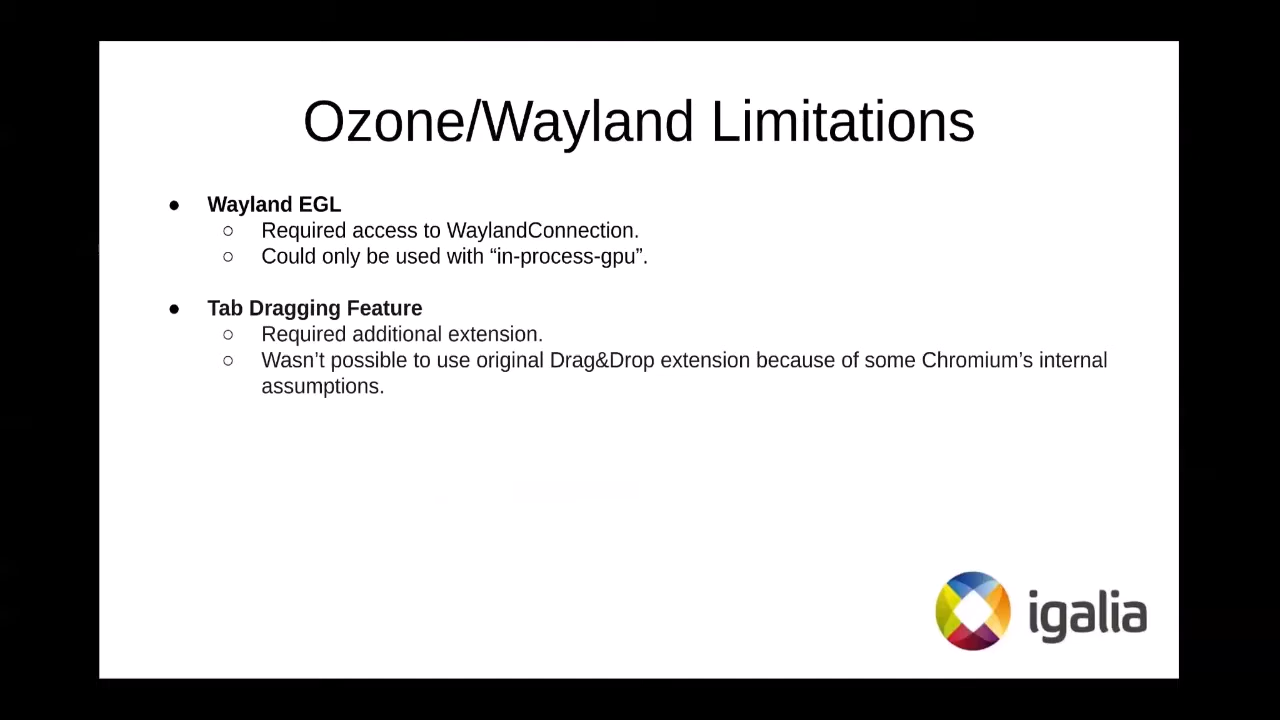 Ozone/Wayland Limitations
● Wayland EGL
○ Required access to WaylandConnection.
○ Could only be used with “in-process-gpu”.
● Tab Dragging Feature
○ Required additional extension.
○ Wasn’t possible to use original Drag&Drop extension because of some Chromium’s internal
assumptions.
igalia